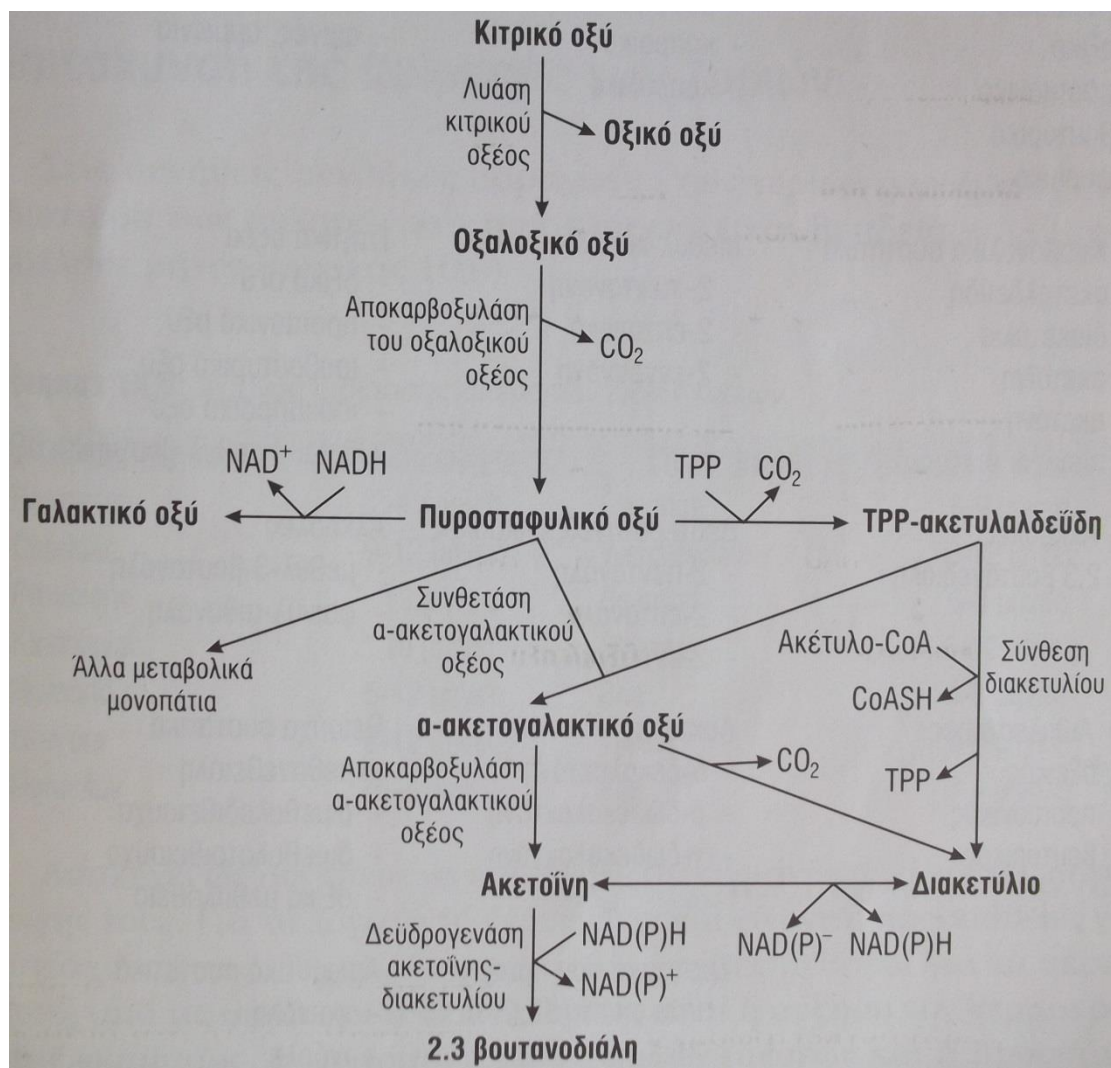 Κιτρικό οξύ
Λυάση
κιτρικού
οξέος
Οξικό οξύ
Οξαλοξικό οξύ
Αποκαρβοξυλάση
του οξαλοξικού
οξέος
CO₂
NAD⁺ NADH
TPP CO₂
Γαλακτικό οξύ
Πυροσταφυλικό οξύ
TPP-ακετυλαλδεΰδη
Συνθετάση
α-ακετογαλακτικού
οξέος
Άλλα μεταβολικά
μονοπάτια
Ακέτυλο-CoA
CoASH
Σύνθεση
διακετυλίου
α-ακετογαλακτικό οξύ
CO₂
TPP
Αποκαρβοξυλάση
α-ακετογαλακτικού
οξέος
Ακετοΐνη
Διακετύλιο
NAD(P)⁻ NAD(P)H
Δεϋδρογενάση
ακετοΐνης-
διακετυλίου
NAD(P)H
NAD(P)⁺
2.3 βουτανοδιάλη